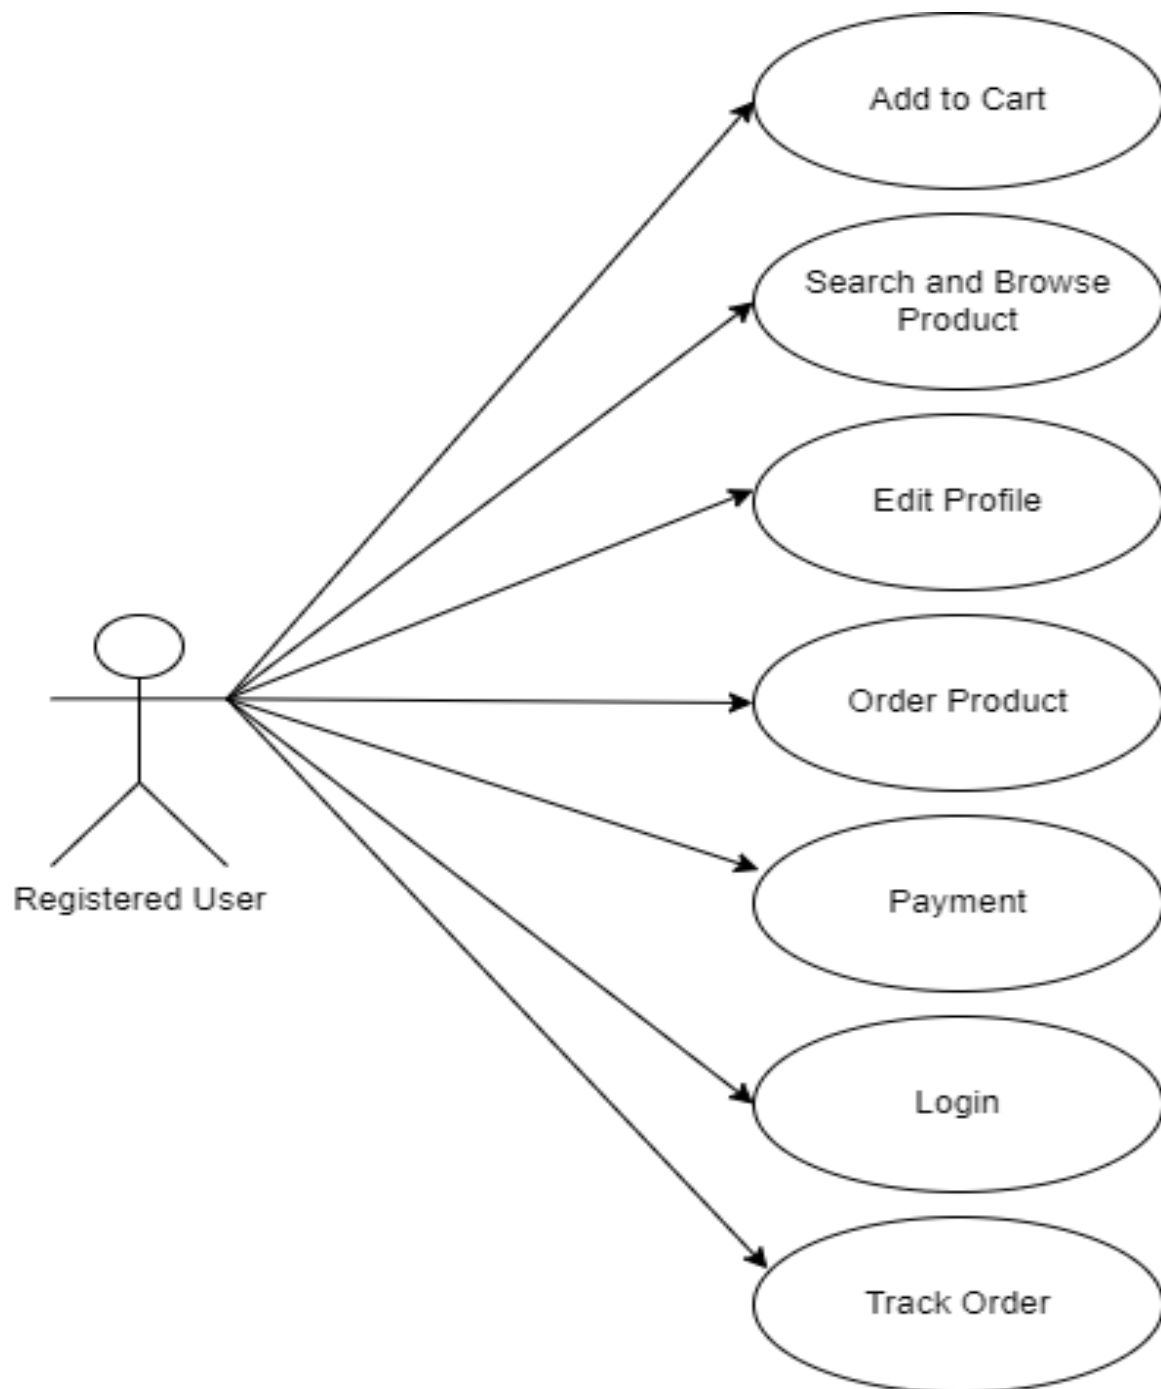 Add to Cart
Search and Browse
Product
Edit Profile
Order Product
Registered User
Payment
Login
Track Order